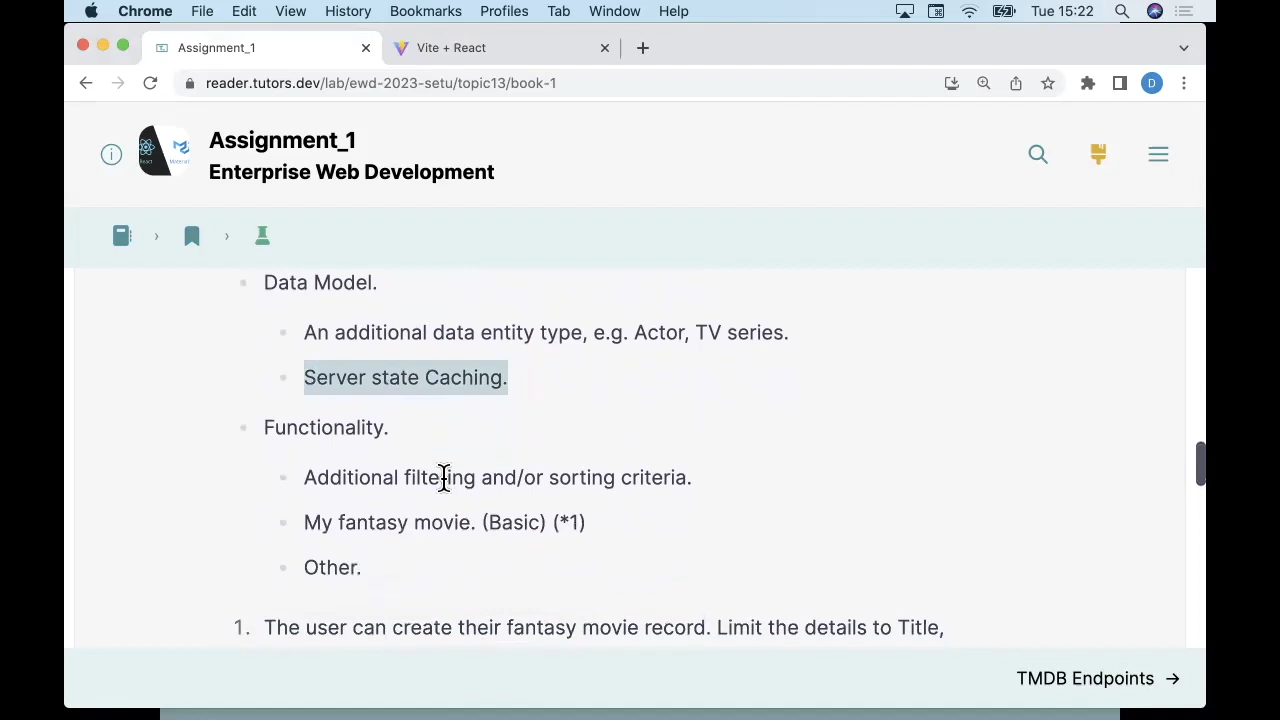 Chrome File Edit View History Bookmarks Profiles Tab Window Help Tue 15:22
Assignment_1 Vite + React
reader.tutors.dev/lab/ewd-2023-setu/topic13/book-1 D
React Material
Assignment_1
Enterprise Web Development
Data Model.
An additional data entity type, e.g. Actor, TV series.
Server state Caching.
Functionality.
Additional filtering and/or sorting criteria.
My fantasy movie. (Basic) (*1)
Other.
1. The user can create their fantasy movie record. Limit the details to Title,
TMDB Endpoints →